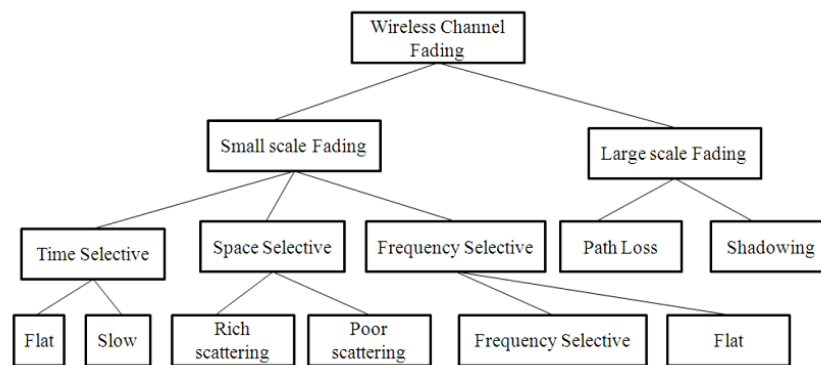 Wireless Channel
Fading
Small scale Fading
Large scale Fading
Time Selective
Space Selective
Frequency Selective
Path Loss
Shadowing
Flat
Slow
Rich
scattering
Poor
scattering
Frequency Selective
Flat